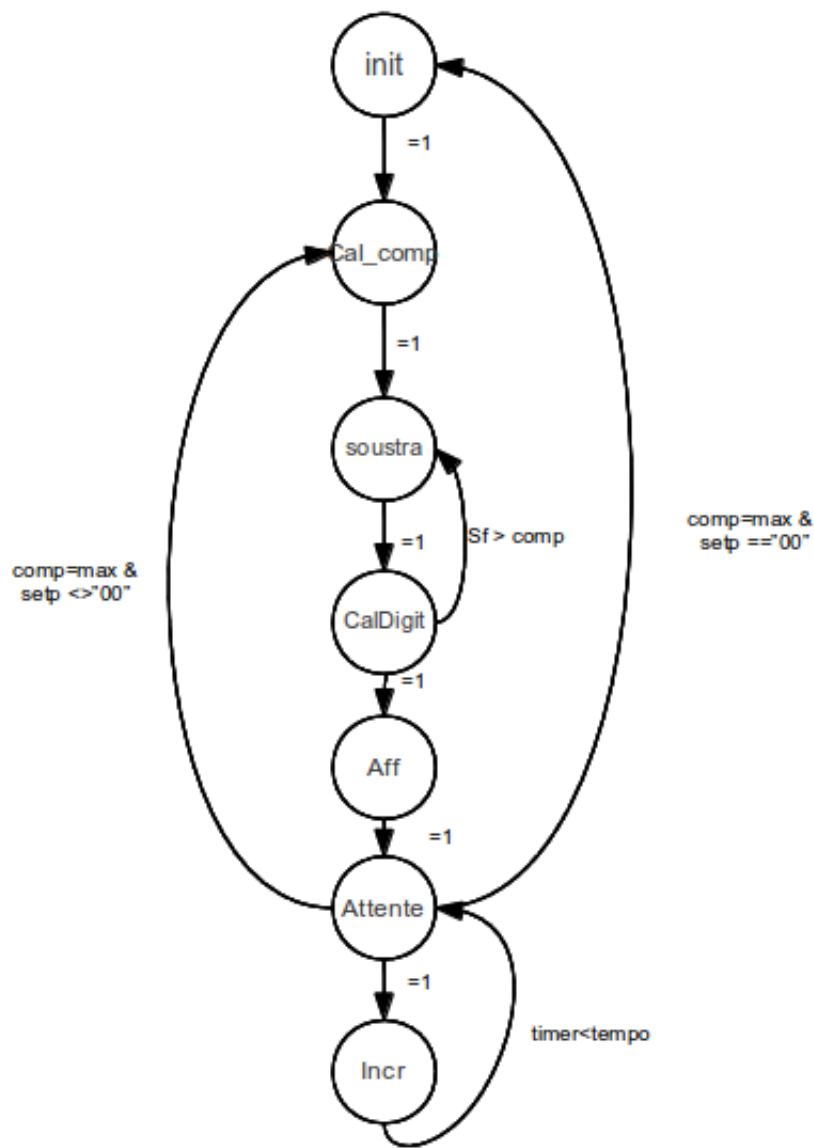 init
=1
Cal_comp
=1
soustra
Sf > comp
=1
comp=max &
setp =="00"
comp=max &
setp <>"00"
CalDigit
=1
Aff
=1
Attente
=1
timer<tempo
Incr